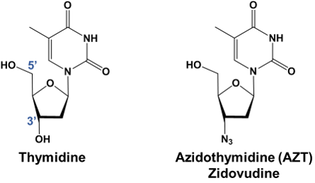 O
NH
HO
5'
N
O
O
3'
OH
Thymidine
O
NH
HO
N
O
O
N₃
Azidothymidine (AZT)
Zidovudine